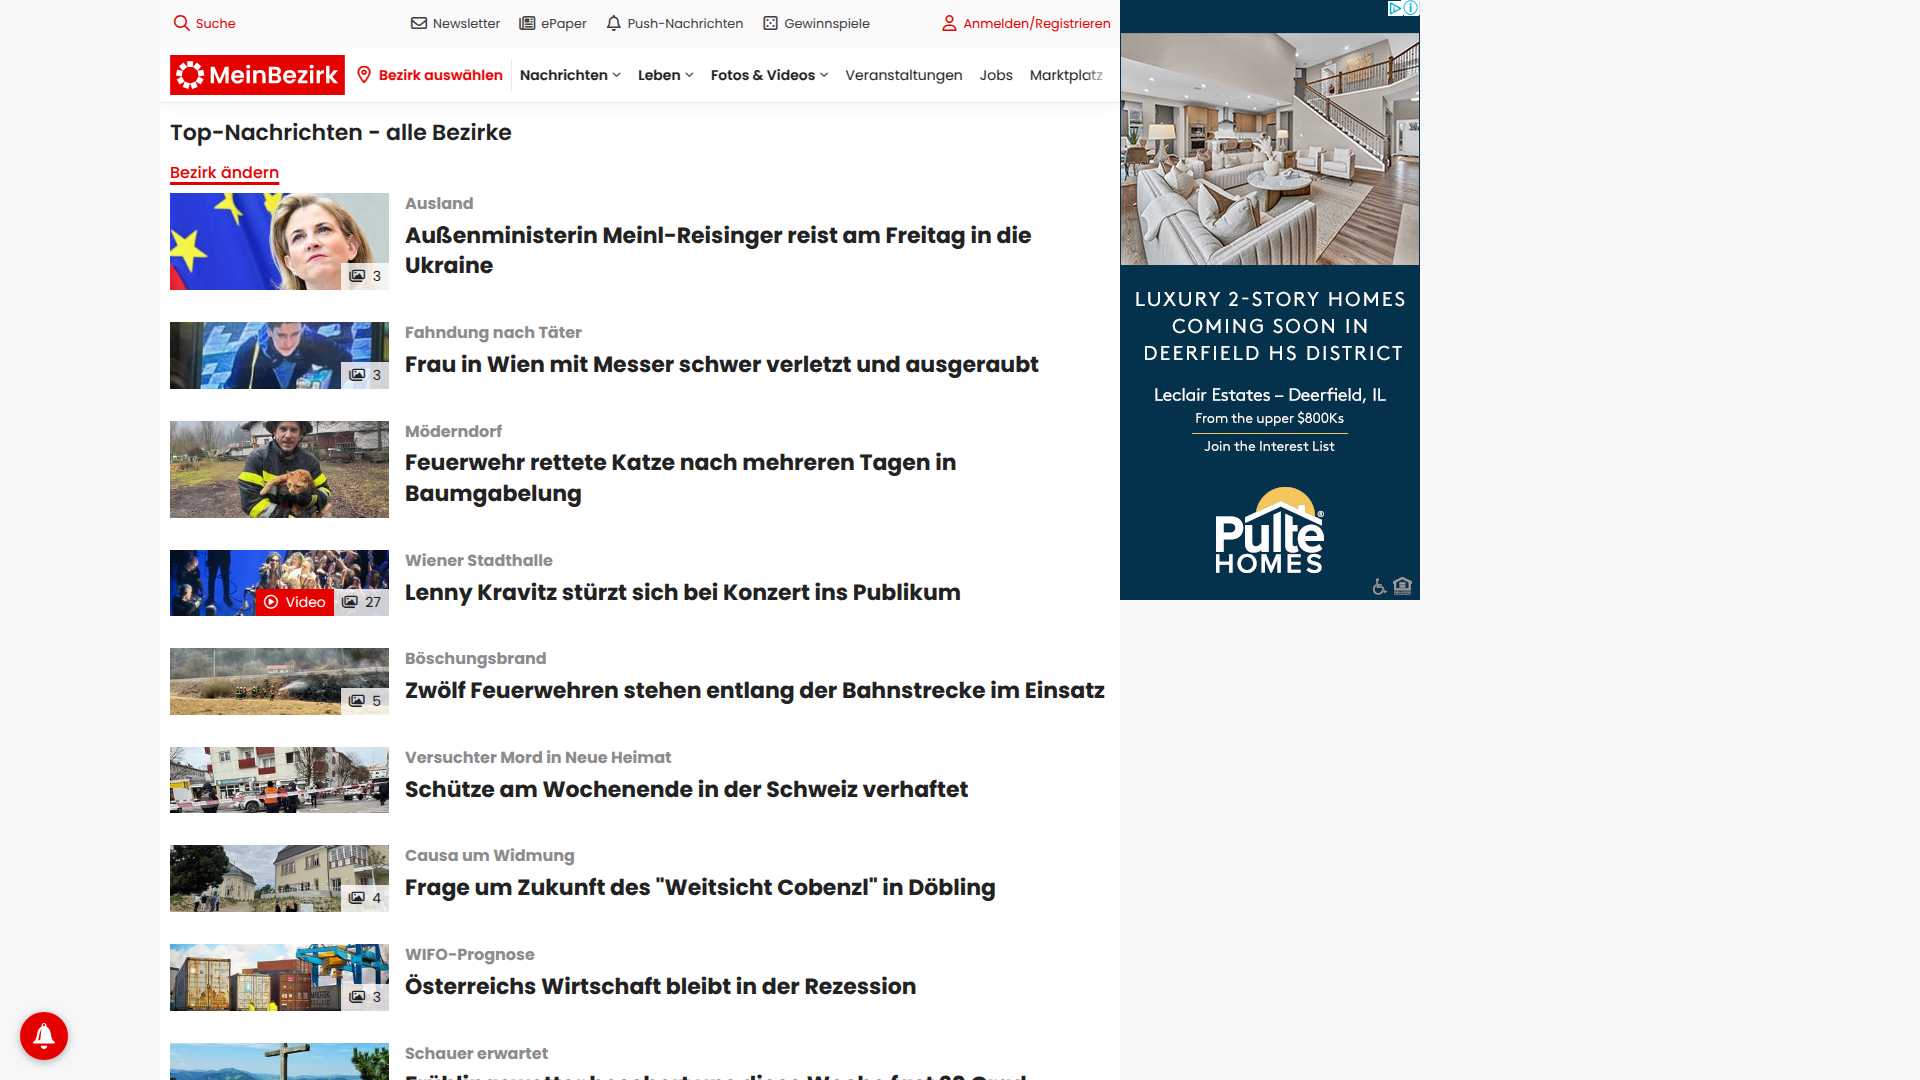 Suche
Newsletter
ePaper
Push-Nachrichten
Gewinnspiele
Anmelden/Registrieren
MeinBezirk
Bezirk auswählen
Nachrichten
Leben
Fotos & Videos
Veranstaltungen
Jobs
Marktplatz
Top-Nachrichten - alle Bezirke
Bezirk ändern
3
Ausland
Außenministerin Meinl-Reisinger reist am Freitag in die
Ukraine
3
Fahndung nach Täter
Frau in Wien mit Messer schwer verletzt und ausgeraubt
Möderndorf
Feuerwehr rettete Katze nach mehreren Tagen in
Baumgabelung
Video
27
Wiener Stadthalle
Lenny Kravitz stürzt sich bei Konzert ins Publikum
5
Böschungsbrand
Zwölf Feuerwehren stehen entlang der Bahnstrecke im Einsatz
Versuchter Mord in Neue Heimat
Schütze am Wochenende in der Schweiz verhaftet
4
Causa um Widmung
Frage um Zukunft des "Weitsicht Cobenzl" in Döbling
3
WIFO-Prognose
Österreichs Wirtschaft bleibt in der Rezession
Schauer erwartet
LUXURY 2-STORY HOMES
COMING SOON IN
DEERFIELD HS DISTRICT
Leclair Estates – Deerfield, IL
From the upper $800Ks
Join the Interest List
Pulte®
HOMES